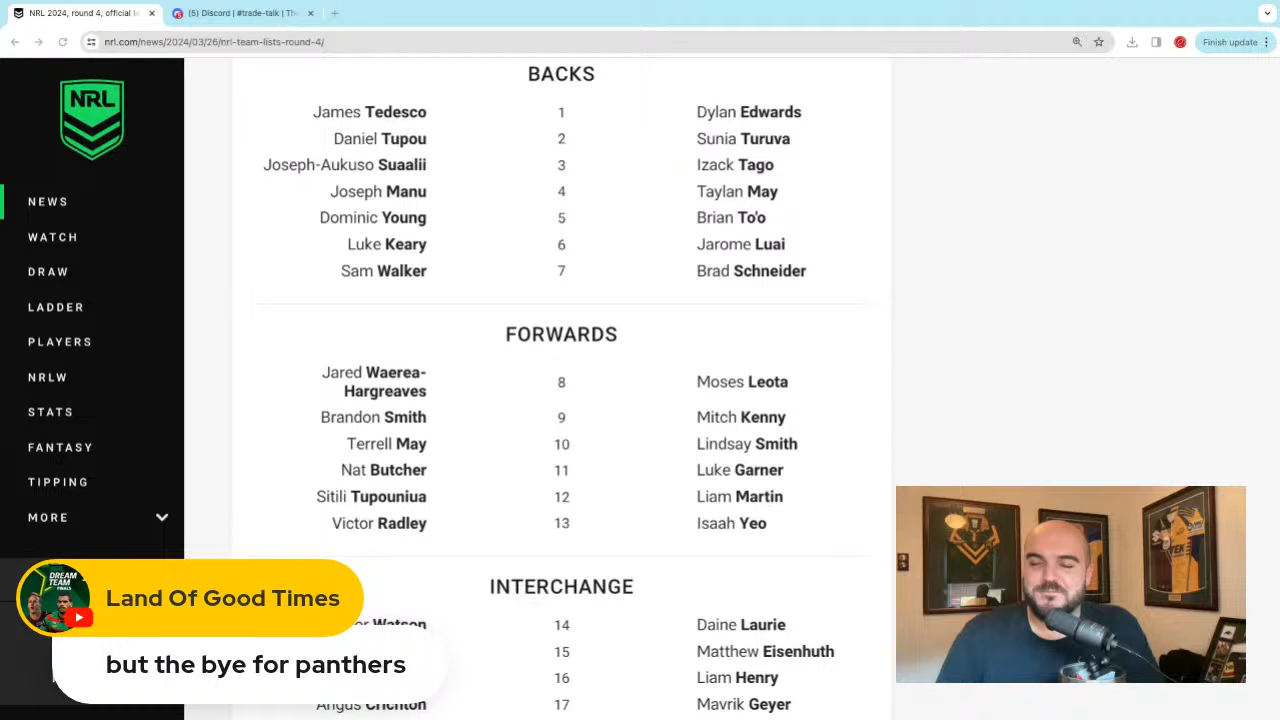 NRL 2024, round 4, official te
(5) Discord | #trade-talk | The
nrl.com/news/2024/03/26/nrl-team-lists-round-4/
Finish update
NRL
NEWS
WATCH
DRAW
LADDER
PLAYERS
NRLW
STATS
FANTASY
TIPPING
MORE
BACKS
James Tedesco 1 Dylan Edwards
Daniel Tupou 2 Sunia Turuva
Joseph-Aukuso Suaalii 3 Izack Tago
Joseph Manu 4 Taylan May
Dominic Young 5 Brian To'o
Luke Keary 6 Jarome Luai
Sam Walker 7 Brad Schneider
FORWARDS
Jared Waerea-
Hargreaves 8 Moses Leota
Brandon Smith 9 Mitch Kenny
Terrell May 10 Lindsay Smith
Nat Butcher 11 Luke Garner
Sitili Tupouniua 12 Liam Martin
Victor Radley 13 Isaah Yeo
INTERCHANGE
Watson 14 Daine Laurie
15 Matthew Eisenhuth
16 Liam Henry
Angus Crichton 17 Mavrik Geyer
DREAM
TEAM
FINALS
Land Of Good Times
but the bye for panthers